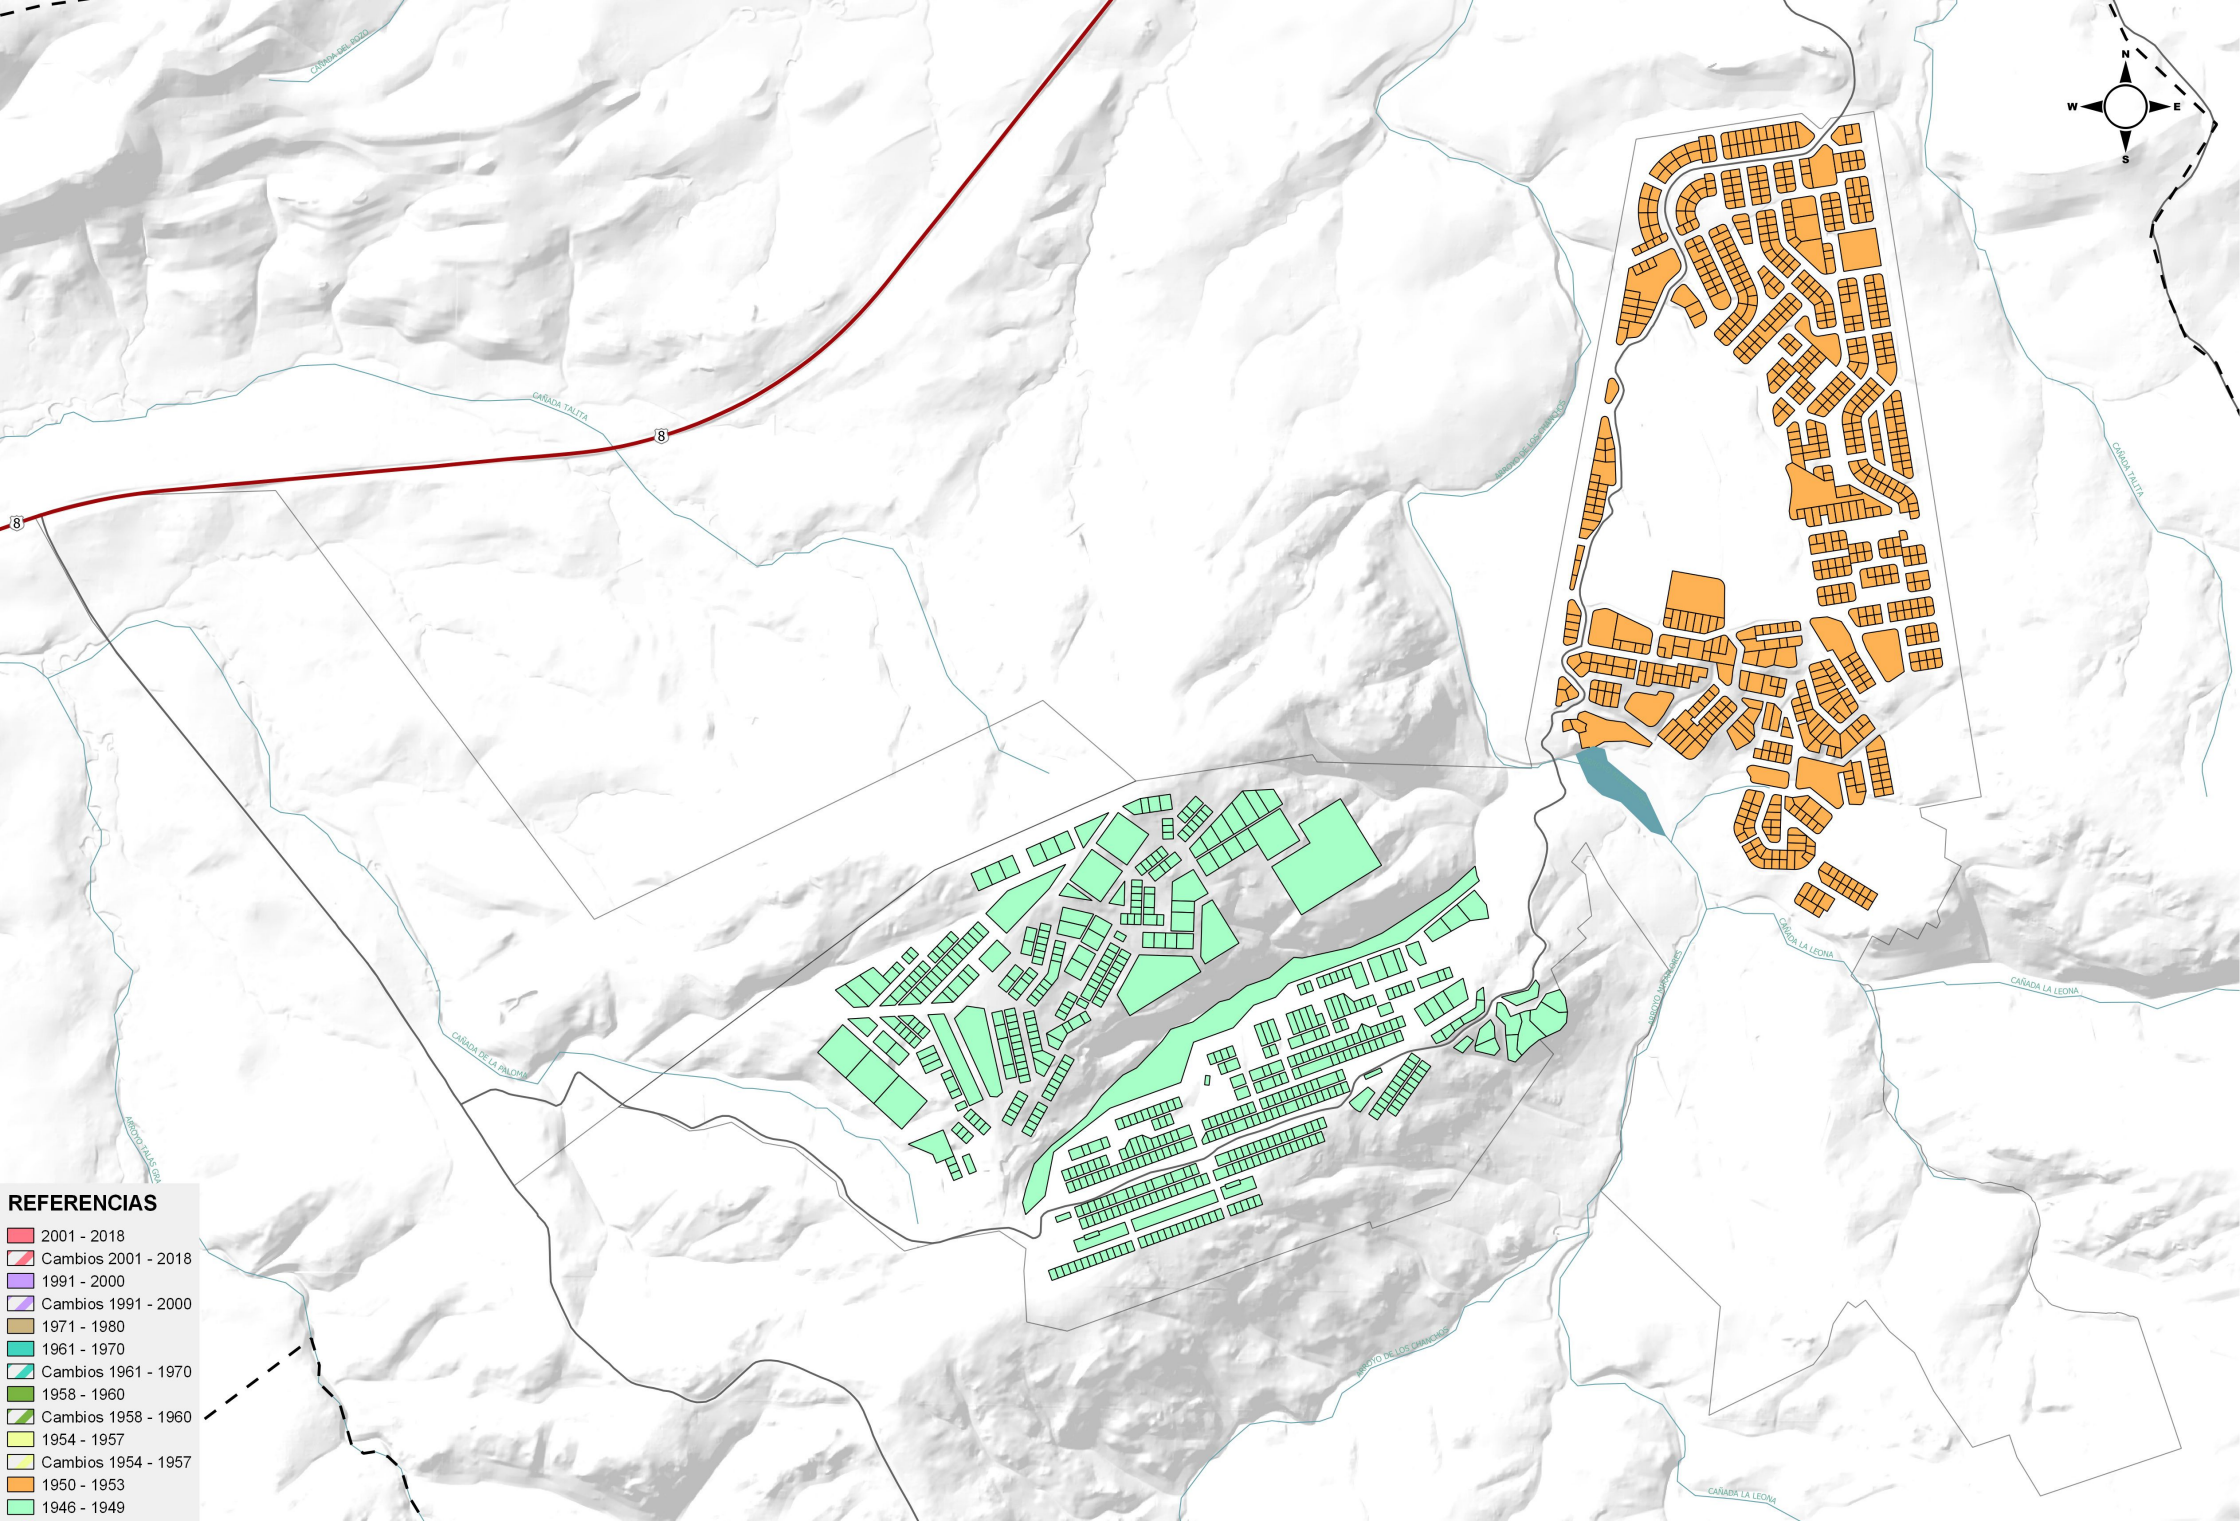 CAÑADA DEL POZO
N
W E
S
CAÑADA TALITA
8
ARROYO DE LOS CHANCHOS
CAÑADA TALITA
8
CAÑADA LA LEONA
CAÑADA LA LEONA
CAÑADA DE LA PALOMA
ARROYO TALAS GRA
REFERENCIAS
2001 - 2018
Cambios 2001 - 2018
1991 - 2000
Cambios 1991 - 2000
1971 - 1980
1961 - 1970
Cambios 1961 - 1970
1958 - 1960
Cambios 1958 - 1960
1954 - 1957
Cambios 1954 - 1957
1950 - 1953
1946 - 1949
ARROYO DE LOS CHANCHOS
CAÑADA LA LEONA